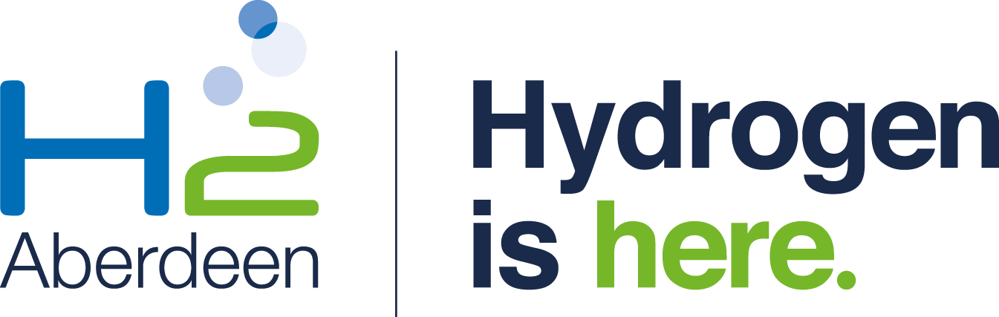 H2
Aberdeen
Hydrogen
is here.